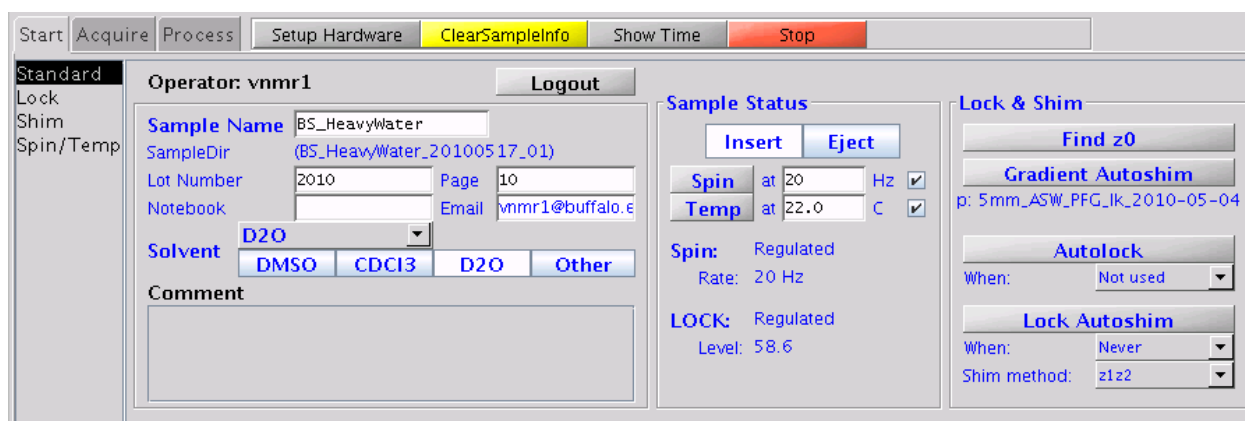 Start Acquire Process Setup Hardware ClearSampleInfo Show Time Stop
Standard
Lock
Shim
Spin/Temp
Operator: vnmr1 Logout
Sample Name BS_HeavyWater
SampleDir (BS_HeavyWater_20100517_01)
Lot Number 2010 Page 10
Notebook Email vnmr1@buffalo.e
Solvent D2O
DMSO CDCl3 D2O Other
Comment
Sample Status
Insert Eject
Spin at 20 Hz
Temp at 22.0 C
Spin: Regulated
Rate: 20 Hz
LOCK: Regulated
Level: 58.6
Lock & Shim
Find z0
Gradient Autoshim
p: 5mm_ASW_PFG_lk_2010-05-04
Autolock
When: Not used
Lock Autoshim
When: Never
Shim method: z1z2